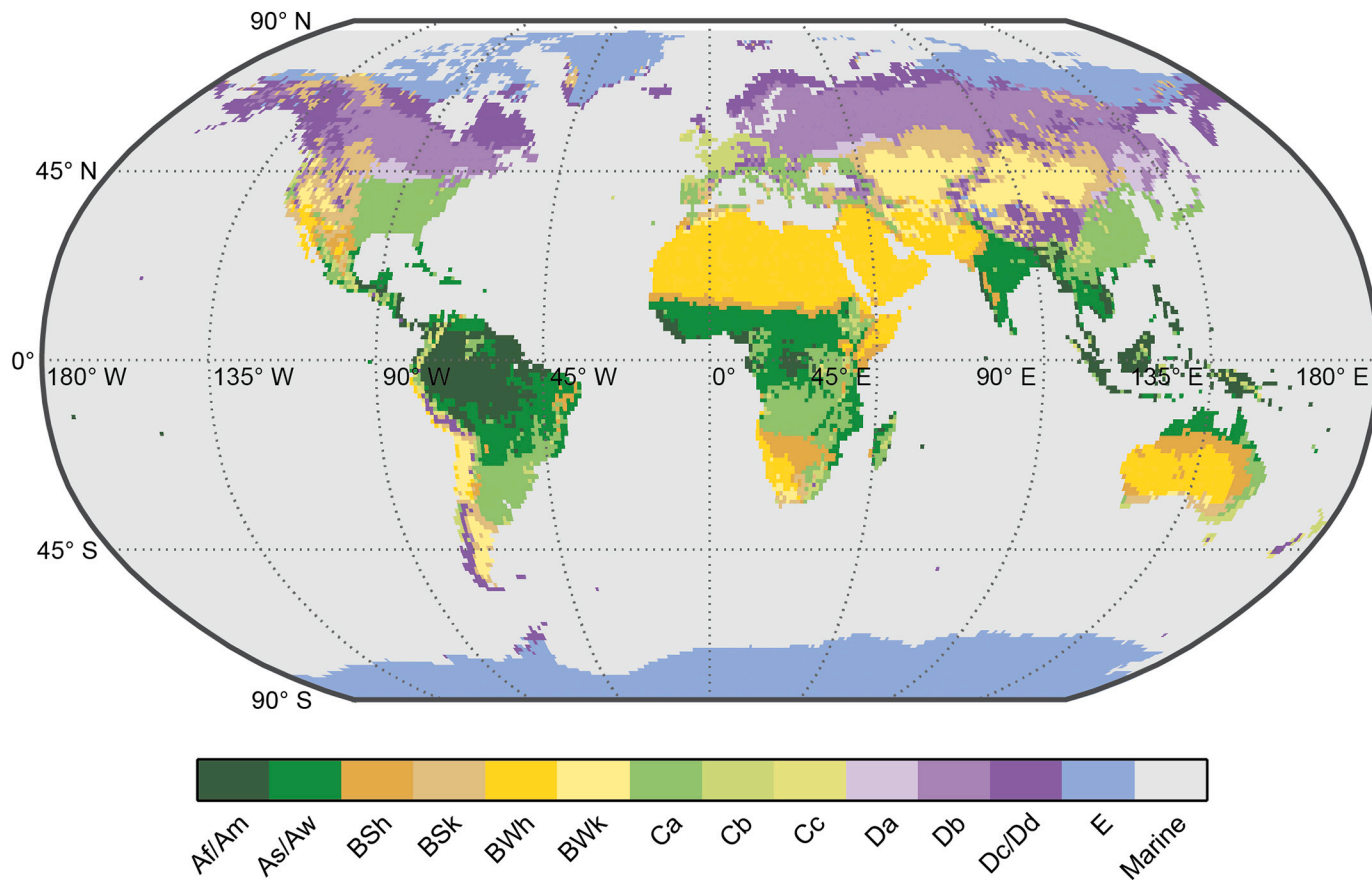 90° N
45° N
0°
180° W 135° W 90° W 45° W 0° 45° E 90° E 135° E 180° E
45° S
90° S
Af/Am As/Aw BSh BSk BWh BWk Ca Cb Cc Da Db Dc/Dd E Marine